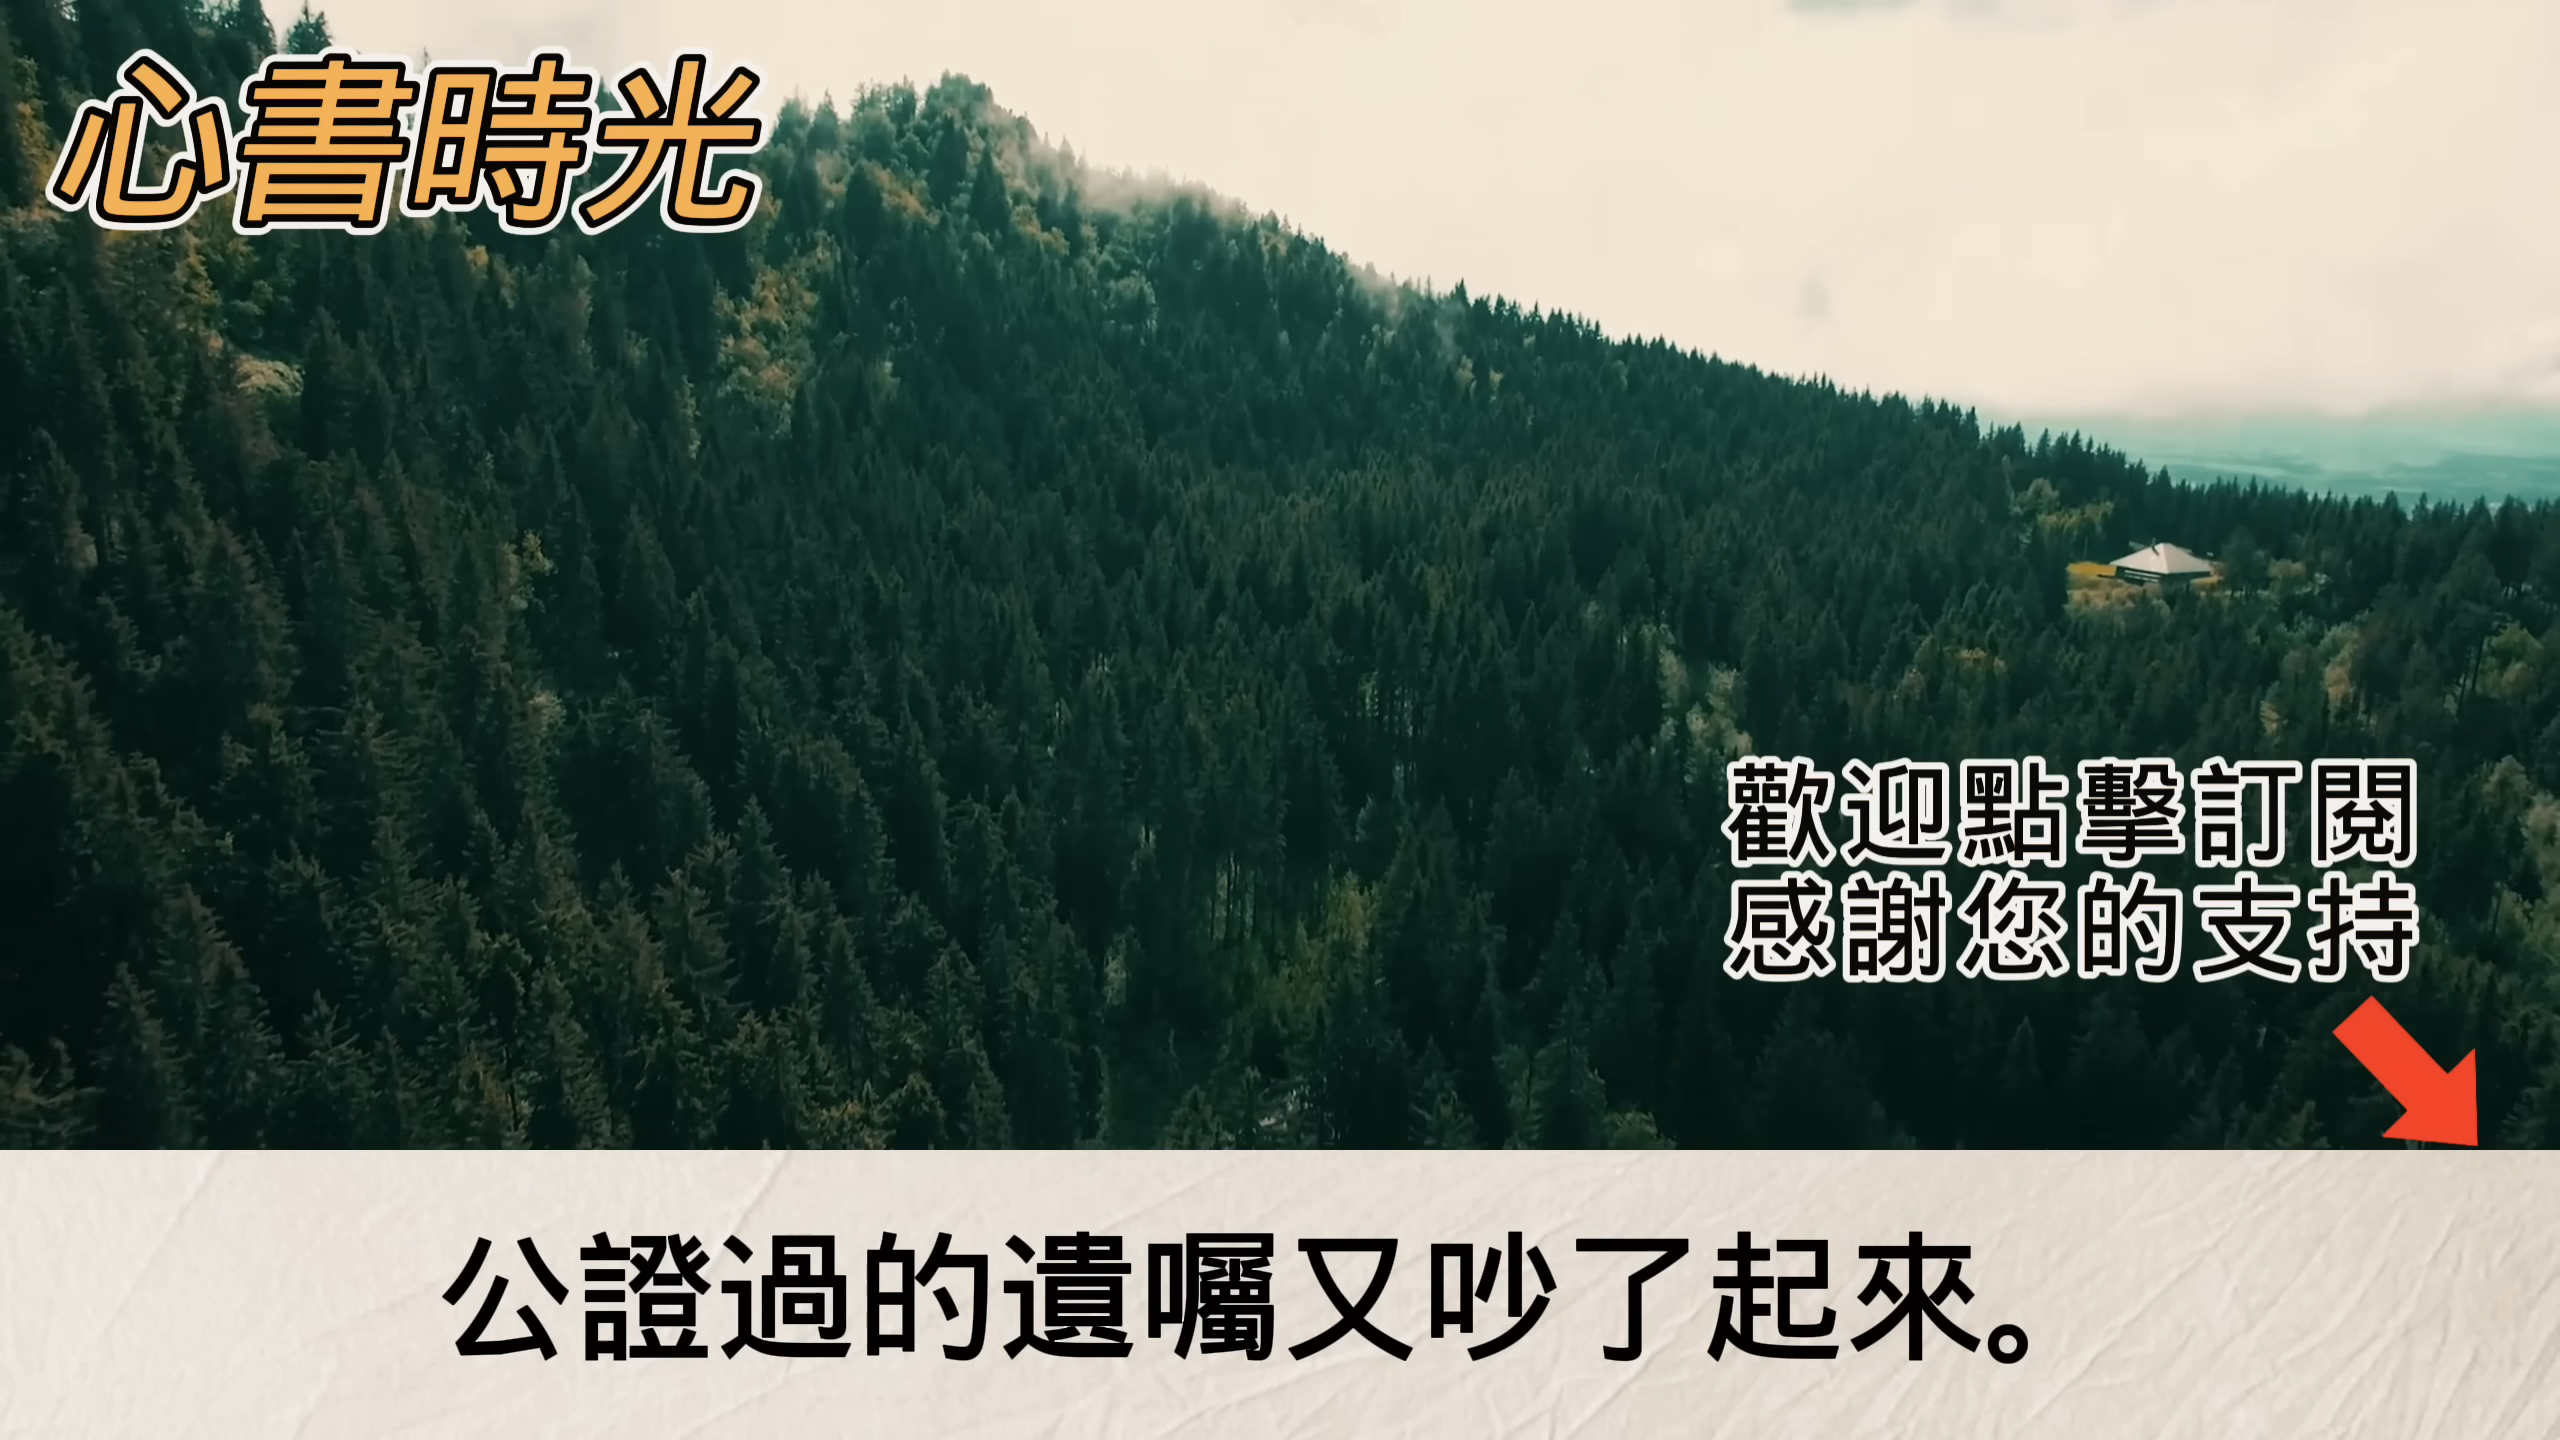 心書時光
歡迎點擊訂閱
感謝您的支持
公證過的遺囑又吵了起來。